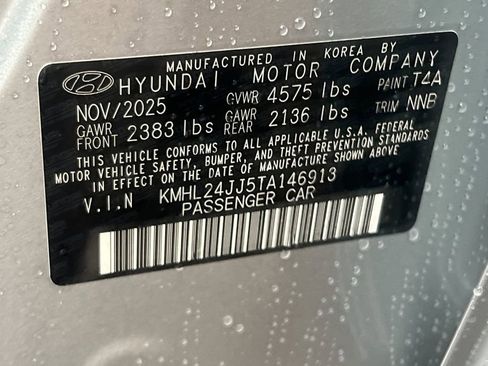 MANUFACTURED IN KOREA BY
HYUNDAI MOTOR COMPANY
NOV/2025 GVWR 4575 lbs PAINT T4A
GAWR FRONT 2383 lbs GAWR REAR 2136 lbs TRIM NNB
THIS VEHICLE CONFORMS TO ALL APPLICABLE U.S.A. FEDERAL
MOTOR VEHICLE SAFETY, BUMPER, AND THEFT PREVENTION
STANDARDS IN EFFECT ON THE DATE OF MANUFACTURE SHOWN ABOVE.
V.I.N KMHL24JJ5TA146913
PASSENGER CAR